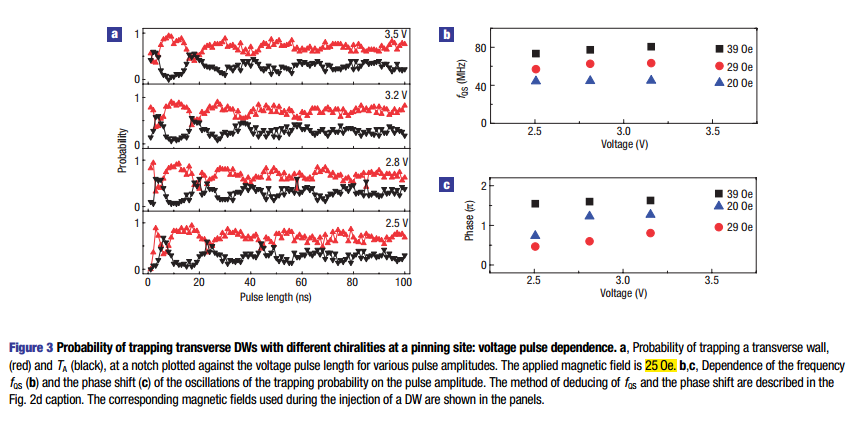 a
1
0
3.5 V
1
0
3.2 V
1
0
2.8 V
1
0
2.5 V
Probability
0
20
40
60
80
100
Pulse length (ns)
b
80
40
0
fQS (MHz)
39 Oe
29 Oe
20 Oe
2.5
3.0
3.5
Voltage (V)
c
2
1
0
Phase (π)
39 Oe
20 Oe
29 Oe
2.5
3.0
3.5
Voltage (V)
Figure 3 Probability of trapping transverse DWs with different chiralities at a pinning site: voltage pulse dependence. a, Probability of trapping a transverse wall,
(red) and TA (black), at a notch plotted against the voltage pulse length for various pulse amplitudes. The applied magnetic field is 25 Oe. b,c, Dependence of the frequency
fQS (b) and the phase shift (c) of the oscillations of the trapping probability on the pulse amplitude. The method of deducing of fQS and the phase shift are described in the
Fig. 2d caption. The corresponding magnetic fields used during the injection of a DW are shown in the panels.